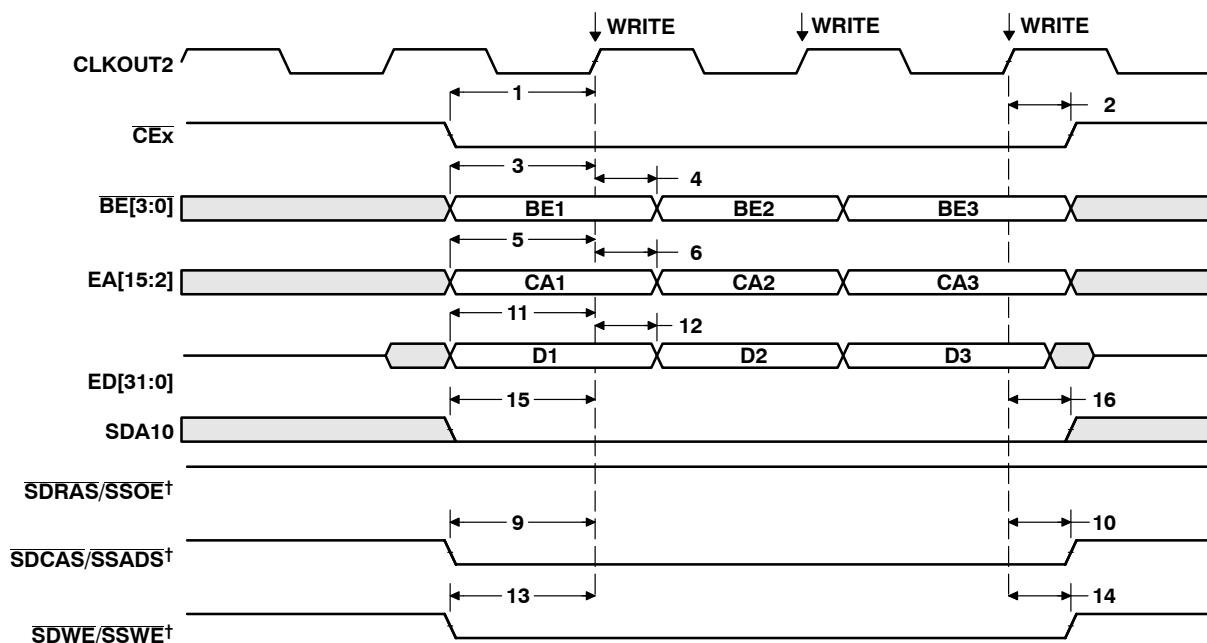 WRITE WRITE WRITE
CLKOUT2
1 2
CEx
3 4
BE[3:0] BE1 BE2 BE3
5 6
EA[15:2] CA1 CA2 CA3
11 12
D1 D2 D3
ED[31:0]
15 16
SDA10
SDRAS/SSOE†
9 10
SDCAS/SSADS†
13 14
SDWE/SSWE†